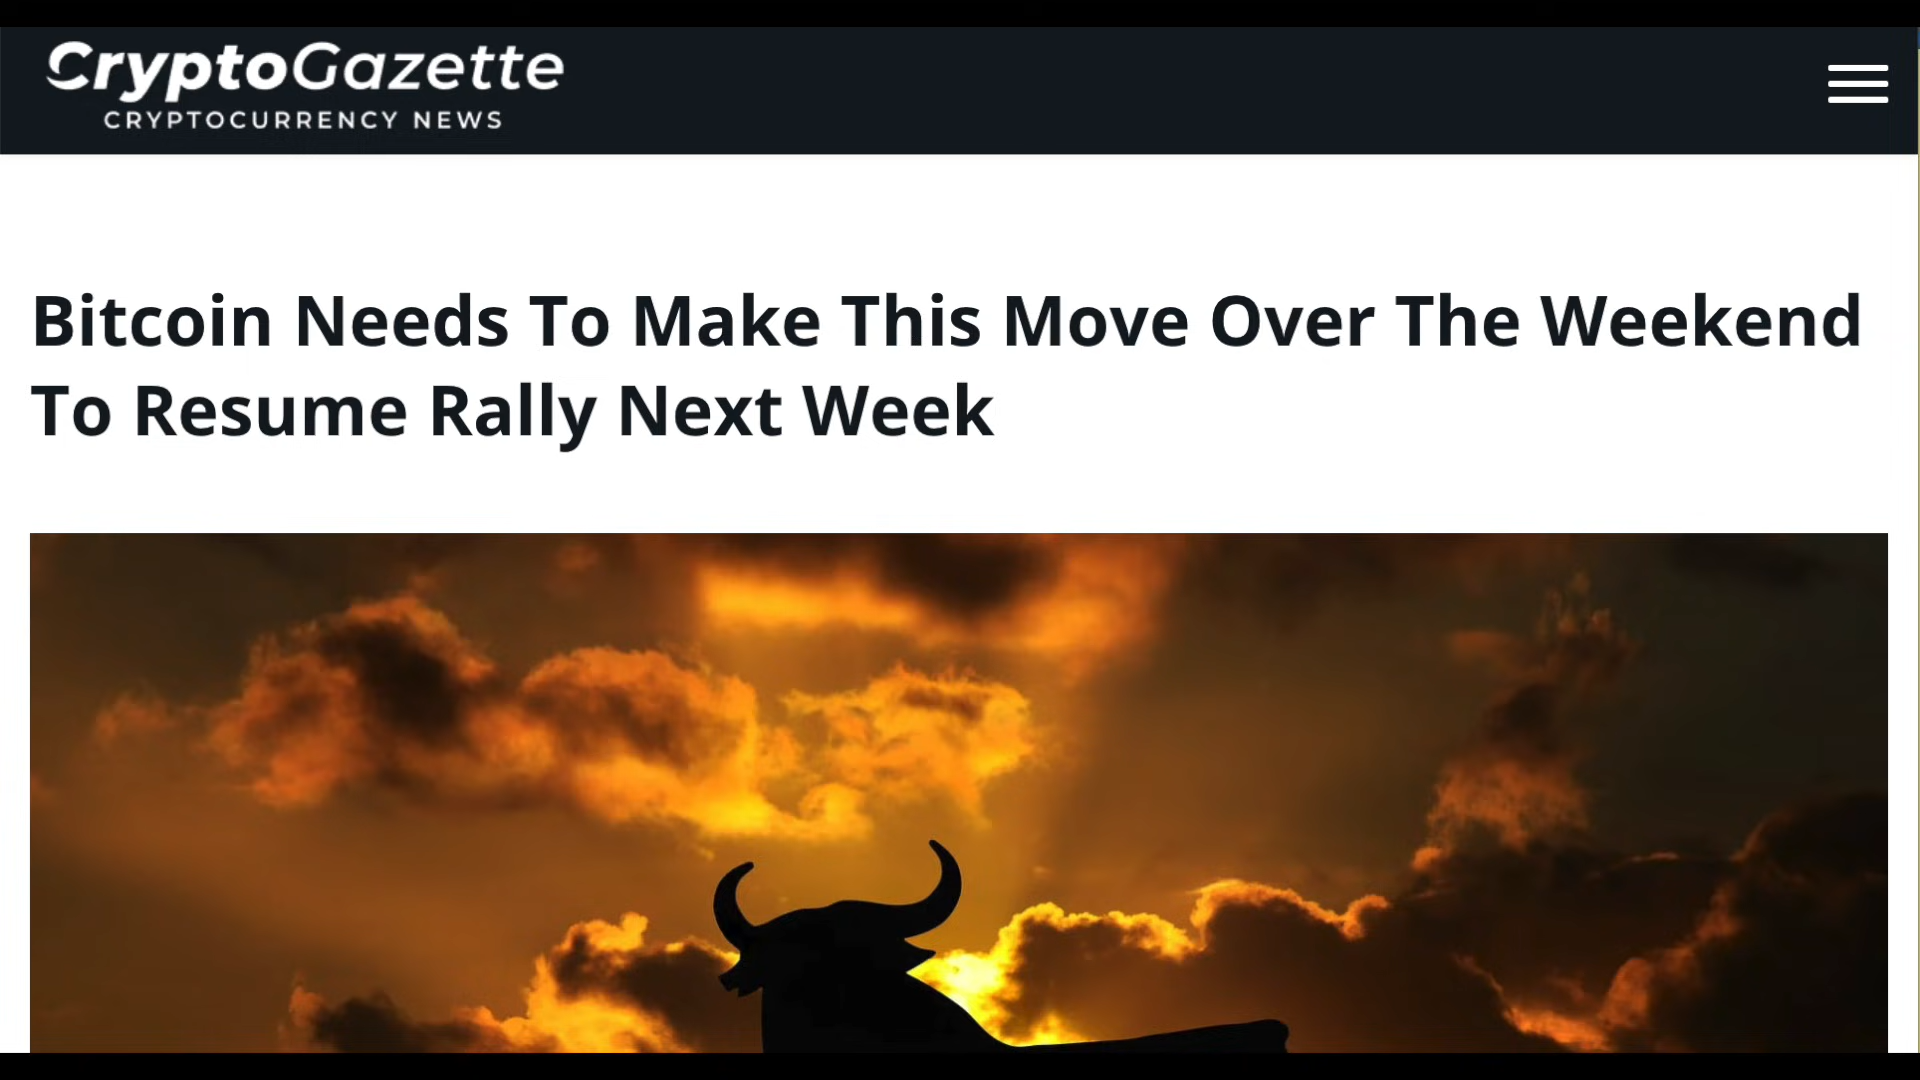 CryptoGazette
CRYPTOCURRENCY NEWS
Bitcoin Needs To Make This Move Over The Weekend
To Resume Rally Next Week